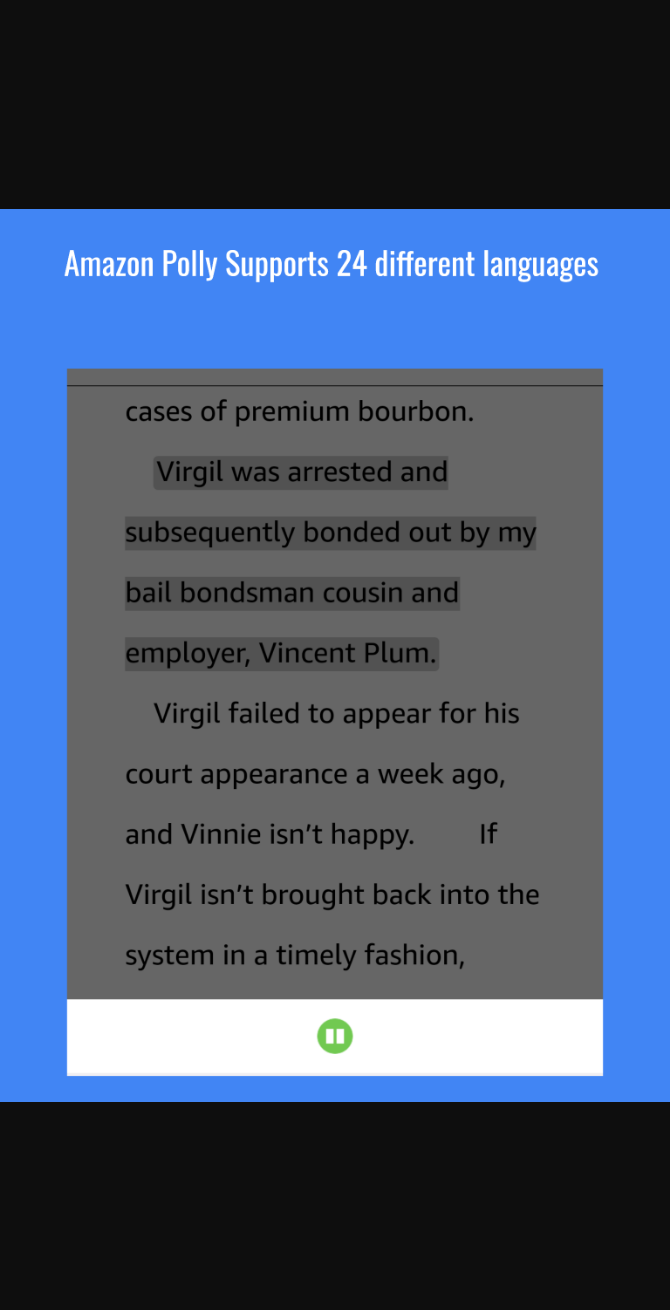 Amazon Polly Supports 24 different languages
cases of premium bourbon.
Virgil was arrested and
subsequently bonded out by my
bail bondsman cousin and
employer, Vincent Plum.
Virgil failed to appear for his
court appearance a week ago,
and Vinnie isn’t happy. If
Virgil isn’t brought back into the
system in a timely fashion,